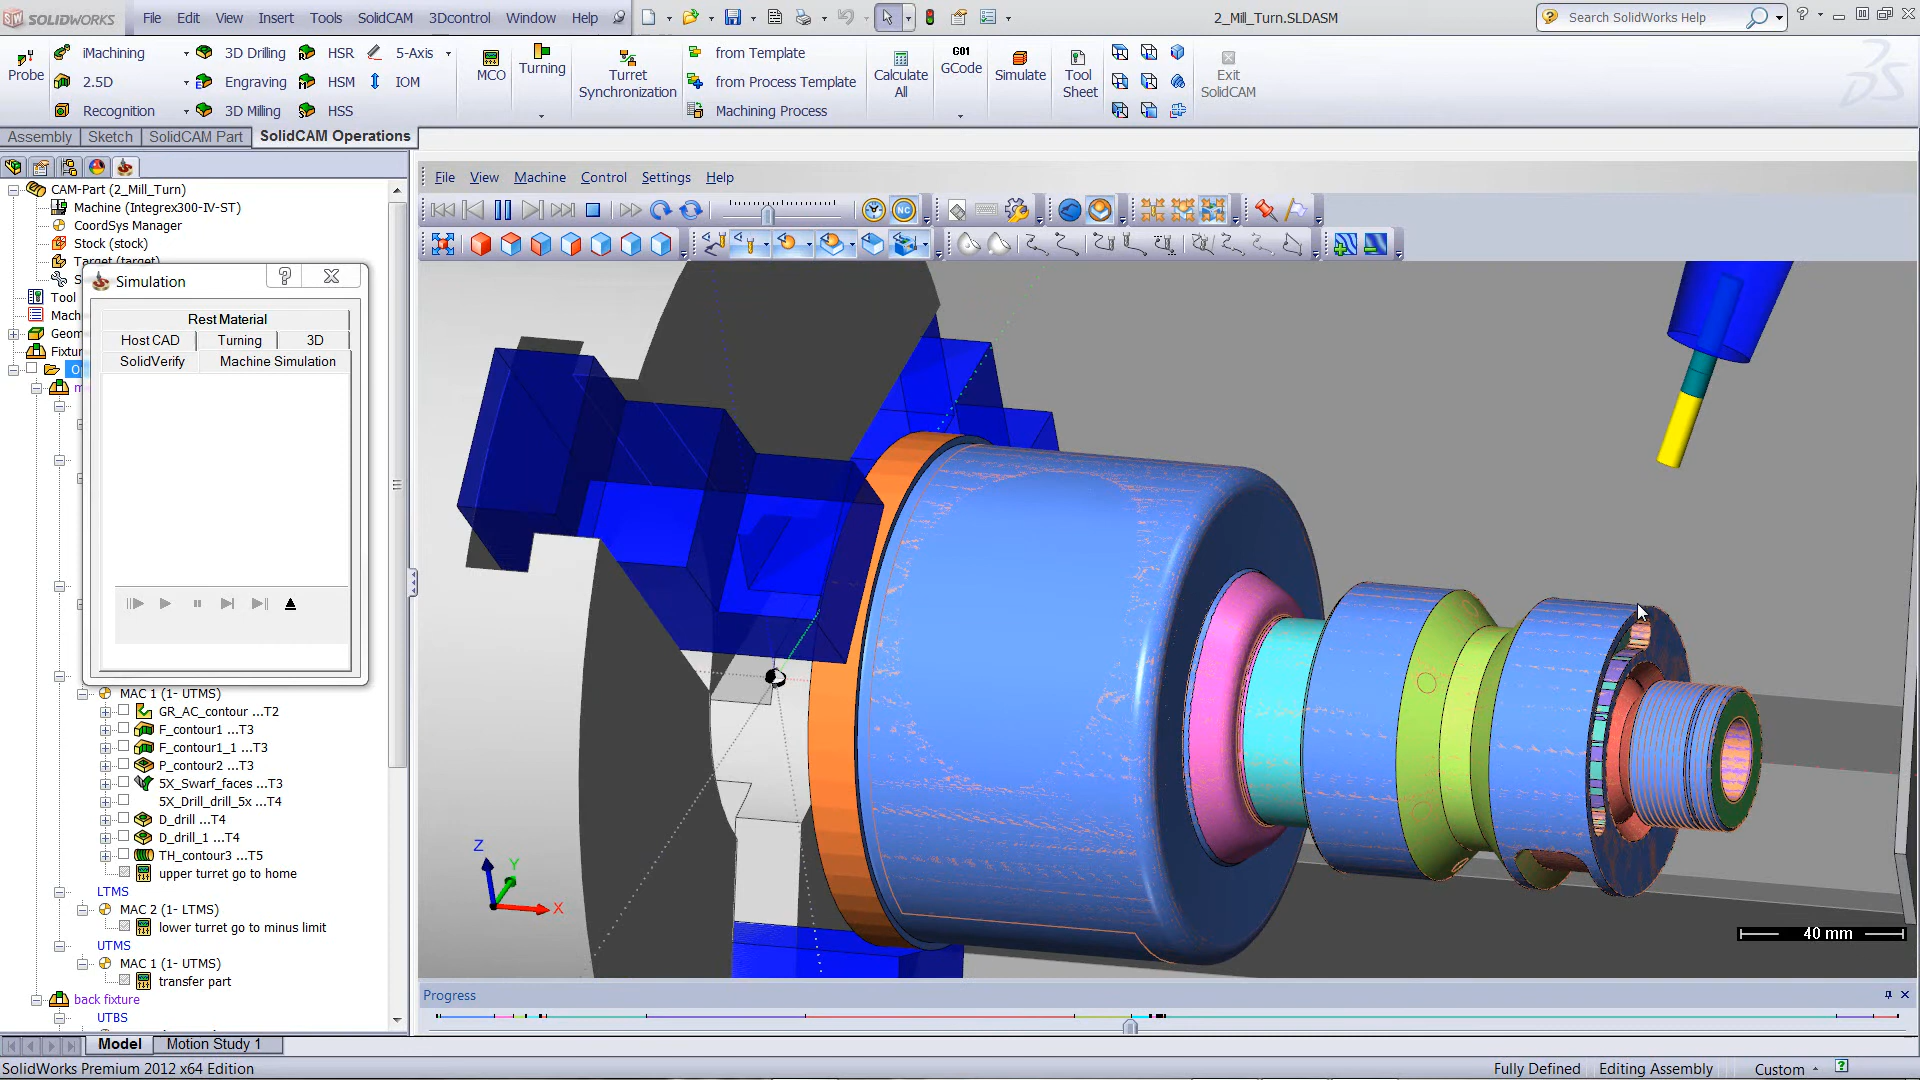 SOLIDWORKS File Edit View Insert Tools SolidCAM 3Dcontrol Window Help 2_Mill_Turn.SLDASM Search SolidWorks Help
Probe iMachining 3D Drilling HSR 5-Axis MCO Turning Turret Synchronization from Template Calculate All G01 GCode Simulate Tool Sheet Exit SolidCAM
2.5D Engraving HSM IOM from Process Template
Recognition 3D Milling HSS Machining Process
Assembly Sketch SolidCAM Part SolidCAM Operations
File View Machine Control Settings Help
NC
CAM-Part (2_Mill_Turn)
Machine (Integrex300-IV-ST)
CoordSys Manager
Stock (stock)
Target (target)
S
Tool
Mach
Geom
Fixtu
O
m
Simulation
Rest Material
Host CAD Turning 3D
SolidVerify Machine Simulation
MAC 1 (1- UTMS)
GR_AC_contour ...T2
F_contour1 ...T3
F_contour1_1 ...T3
P_contour2 ...T3
5X_Swarf_faces ...T3
5X_Drill_drill_5x ...T4
D_drill ...T4
D_drill_1 ...T4
TH_contour3 ...T5
upper turret go to home
LTMS
MAC 2 (1- LTMS)
lower turret go to minus limit
UTMS
MAC 1 (1- UTMS)
transfer part
back fixture
UTBS
Z
Y
X
40 mm
Progress
Model Motion Study 1
SolidWorks Premium 2012 x64 Edition Fully Defined Editing Assembly Custom